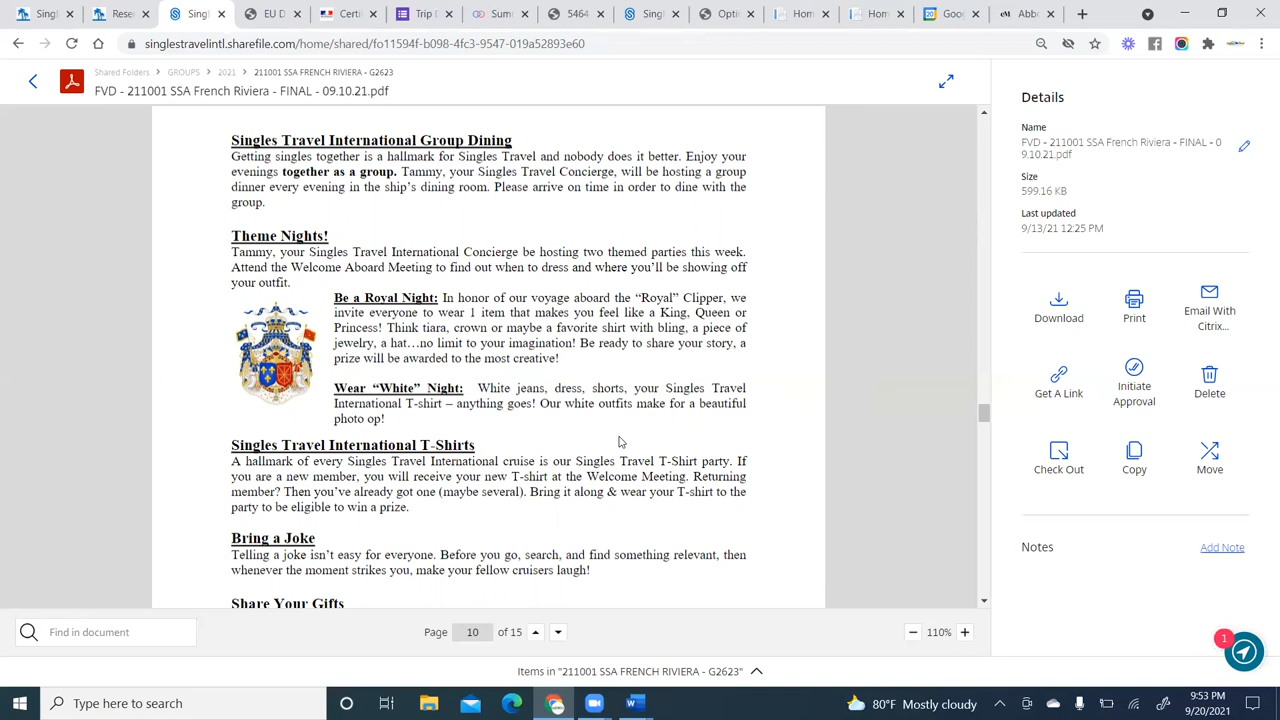 Singl
Rese
Singl
EU D
Certi
Trip D
Sumr
5464
Singl
Optio
Hom
Hom
Goog
Abbe
singlestravelintl.sharefile.com/home/shared/fo11594f-b098-4fc3-9547-019a52893e60
Shared Folders GROUPS 2021 211001 SSA FRENCH RIVIERA - G2623
FVD - 211001 SSA French Riviera - FINAL - 09.10.21.pdf
Singles Travel International Group Dining
Getting singles together is a hallmark for Singles Travel and nobody does it better. Enjoy your
evenings together as a group. Tammy, your Singles Travel Concierge, will be hosting a group
dinner every evening in the ship's dining room. Please arrive on time in order to dine with the
group.
Theme Nights!
Tammy, your Singles Travel International Concierge be hosting two themed parties this week.
Attend the Welcome Aboard Meeting to find out when to dress and where you'll be showing off
your outfit.
Be a Royal Night: In honor of our voyage aboard the "Royal" Clipper, we
invite everyone to wear 1 item that makes you feel like a King, Queen or
Princess! Think tiara, crown or maybe a favorite shirt with bling, a piece of
jewelry, a hat…no limit to your imagination! Be ready to share your story, a
prize will be awarded to the most creative!
Wear "White" Night: White jeans, dress, shorts, your Singles Travel
International T-shirt – anything goes! Our white outfits make for a beautiful
photo op!
Singles Travel International T-Shirts
A hallmark of every Singles Travel International cruise is our Singles Travel T-Shirt party. If
you are a new member, you will receive your new T-shirt at the Welcome Meeting. Returning
member? Then you've already got one (maybe several). Bring it along & wear your T-shirt to the
party to be eligible to win a prize.
Bring a Joke
Telling a joke isn't easy for everyone. Before you go, search, and find something relevant, then
whenever the moment strikes you, make your fellow cruisers laugh!
Share Your Gifts
Find in document
Page 10 of 15
110%
Items in "211001 SSA FRENCH RIVIERA - G2623"
Details
Name
FVD - 211001 SSA French Riviera - FINAL - 0
9.10.21.pdf
Size
599.16 KB
Last updated
9/13/21 12:25 PM
Download
Print
Email With
Citrix...
Get A Link
Initiate
Approval
Delete
Check Out
Copy
Move
Notes
Add Note
1
Type here to search
80°F Mostly cloudy
9:53 PM
9/20/2021